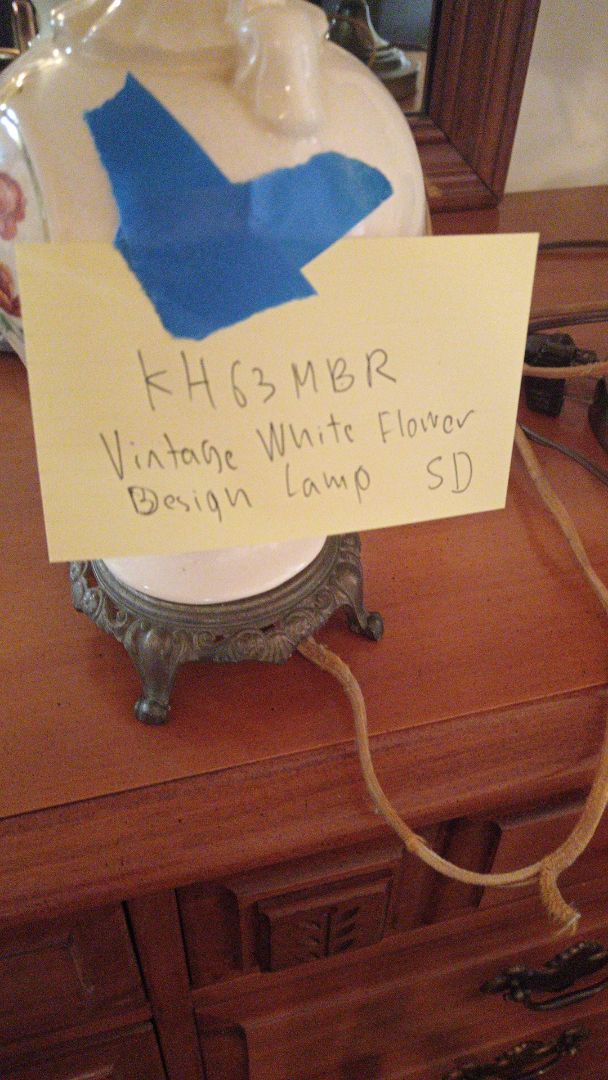 KH63MBR
Vintage White Flower
Design Lamp SD